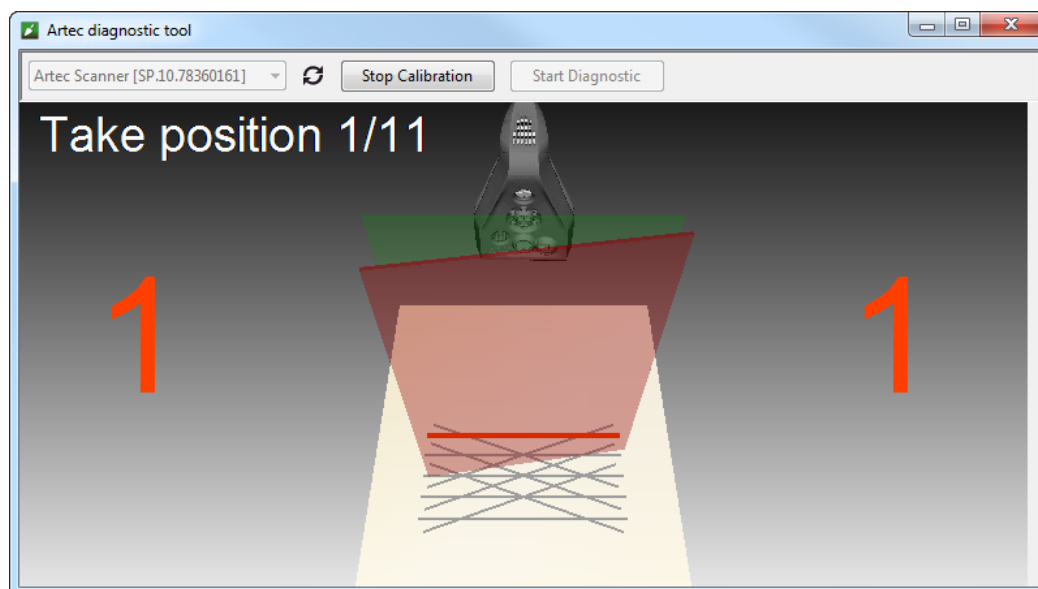 Artec diagnostic tool
Artec Scanner [SP.10.78360161]
Stop Calibration
Start Diagnostic
Take position 1/11
1
1